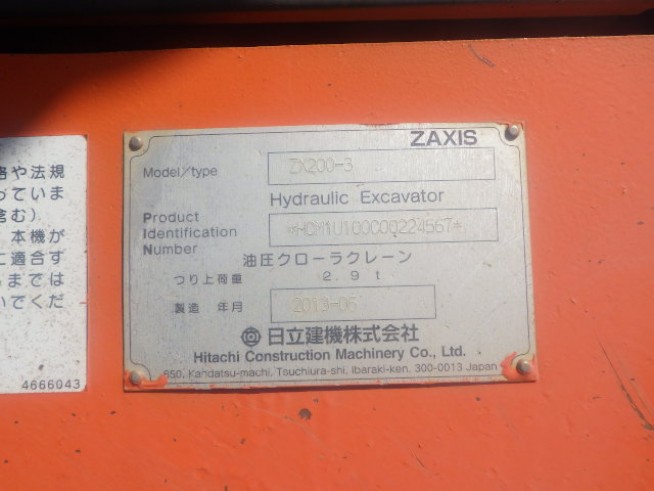 格や法規
っていま
含む)
本機が
に適合す
までは
いてくだ
4666043
ZAXIS
Model/type ZX200-3
Hydraulic Excavator
Product
Identification
Number
油圧クローラクレーン
つり上荷量 2.9t
製造 年月 2013-06
日立建機株式会社
Hitachi Construction Machinery Co., Ltd.
650, Kandatsu-machi, Tsuchiura-shi, Ibaraki-ken, 300-0013 Japan